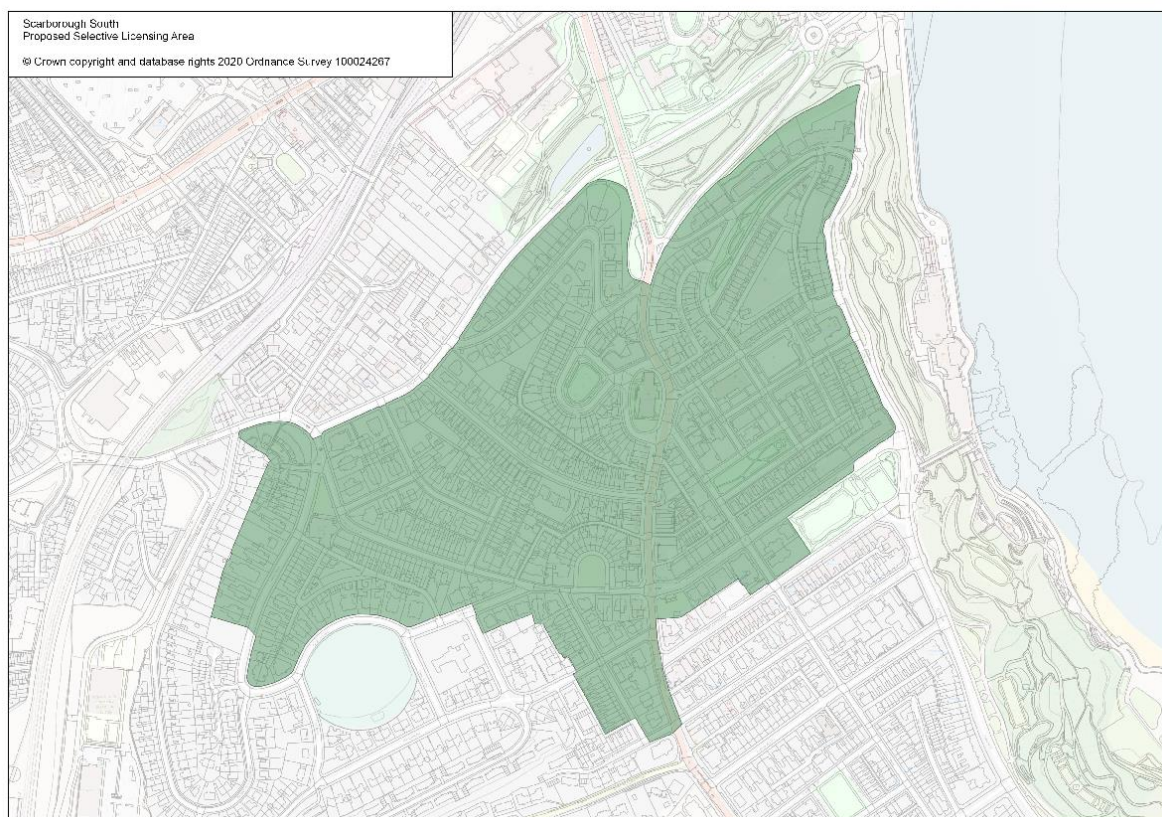 Scarborough South
Proposed Selective Licensing Area
© Crown copyright and database rights 2020 Ordnance Survey 100024267